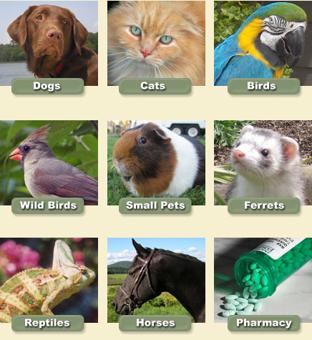 Dogs
Cats
Birds
Wild Birds
Small Pets
Ferrets
Reptiles
Horses
Pharmacy